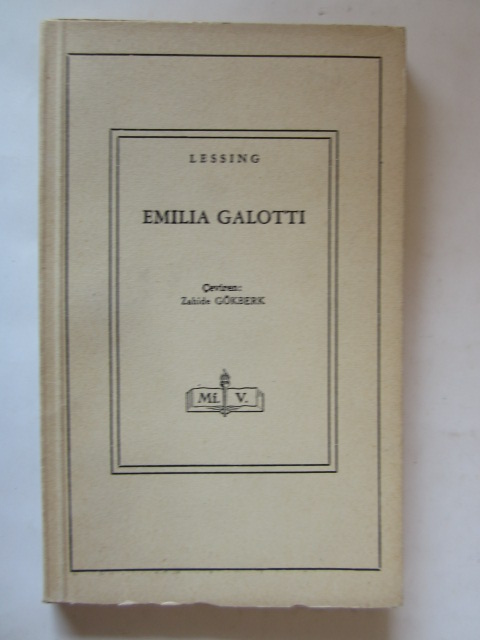 LESSING
EMILIA GALOTTI
Çeviren:
Zahide GÖKBERK
Mf. V.